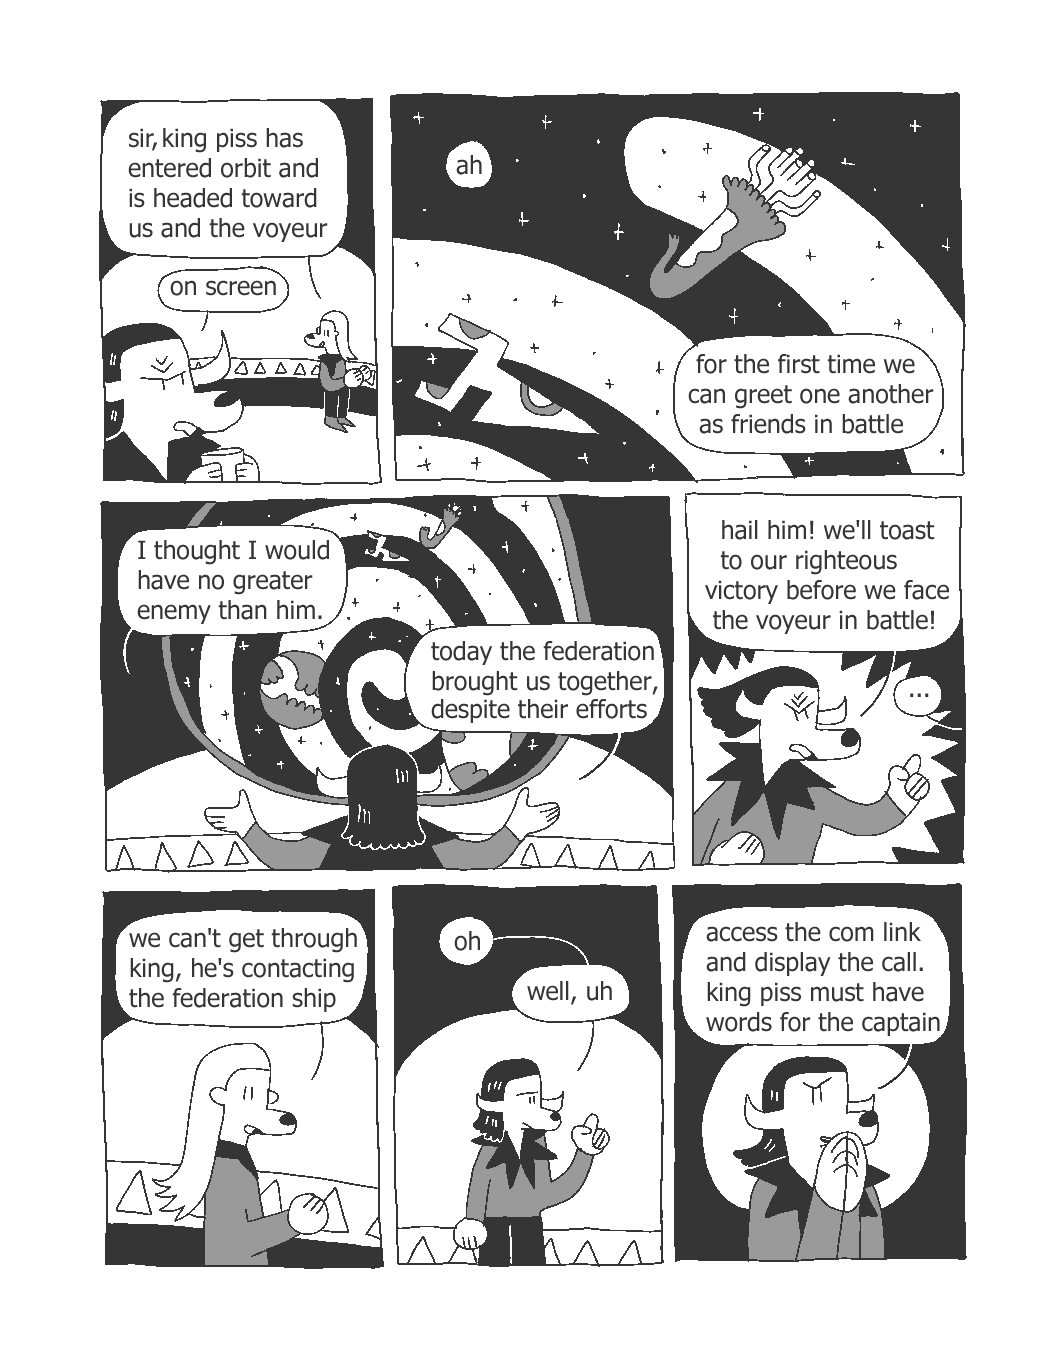 sir, king piss has
entered orbit and
is headed toward
us and the voyeur
on screen
ah
for the first time we
can greet one another
as friends in battle
I thought I would
have no greater
enemy than him.
today the federation
brought us together,
despite their efforts
hail him! we'll toast
to our righteous
victory before we face
the voyeur in battle!
...
we can't get through
king, he's contacting
the federation ship
oh
well, uh
access the com link
and display the call.
king piss must have
words for the captain